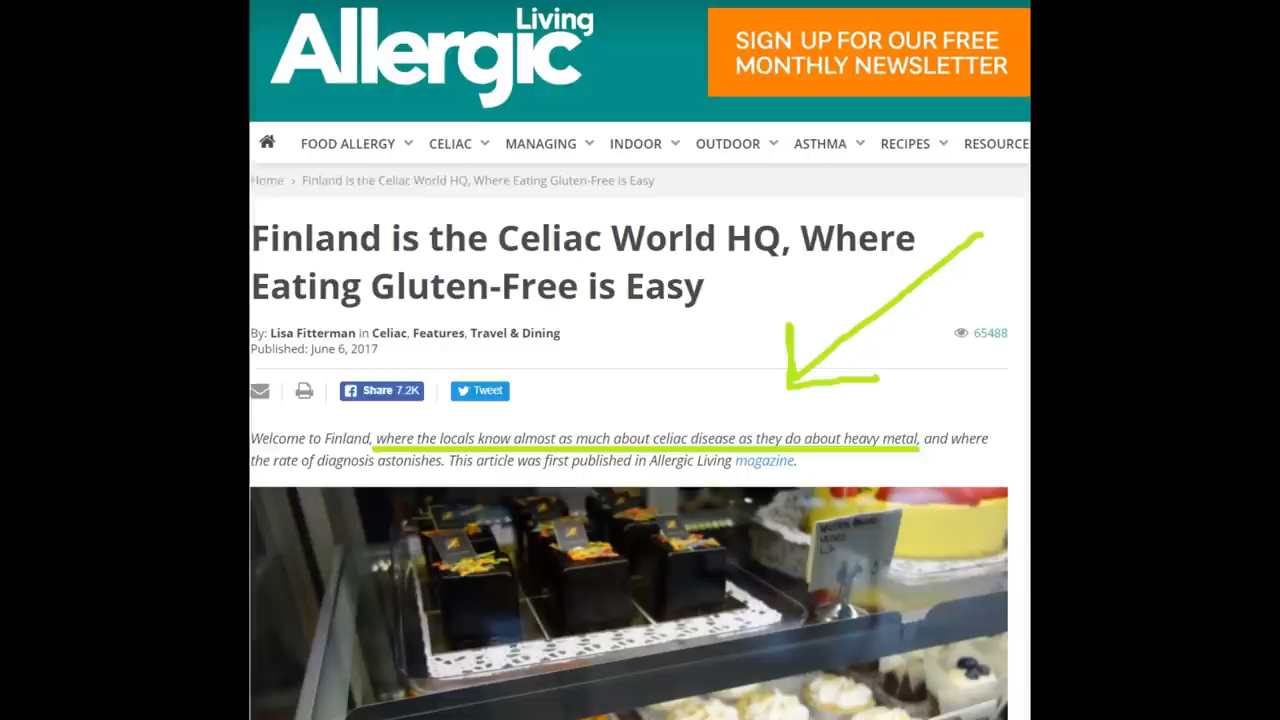 Living
Allergic
SIGN UP FOR OUR FREE
MONTHLY NEWSLETTER
FOOD ALLERGY CELIAC MANAGING INDOOR OUTDOOR ASTHMA RECIPES RESOURCE
Home › Finland is the Celiac World HQ, Where Eating Gluten-Free is Easy
Finland is the Celiac World HQ, Where
Eating Gluten-Free is Easy
By: Lisa Fitterman in Celiac, Features, Travel & Dining
65488
Published: June 6, 2017
Share 7.2K Tweet
Welcome to Finland, where the locals know almost as much about celiac disease as they do about heavy metal, and where
the rate of diagnosis astonishes. This article was first published in Allergic Living magazine.